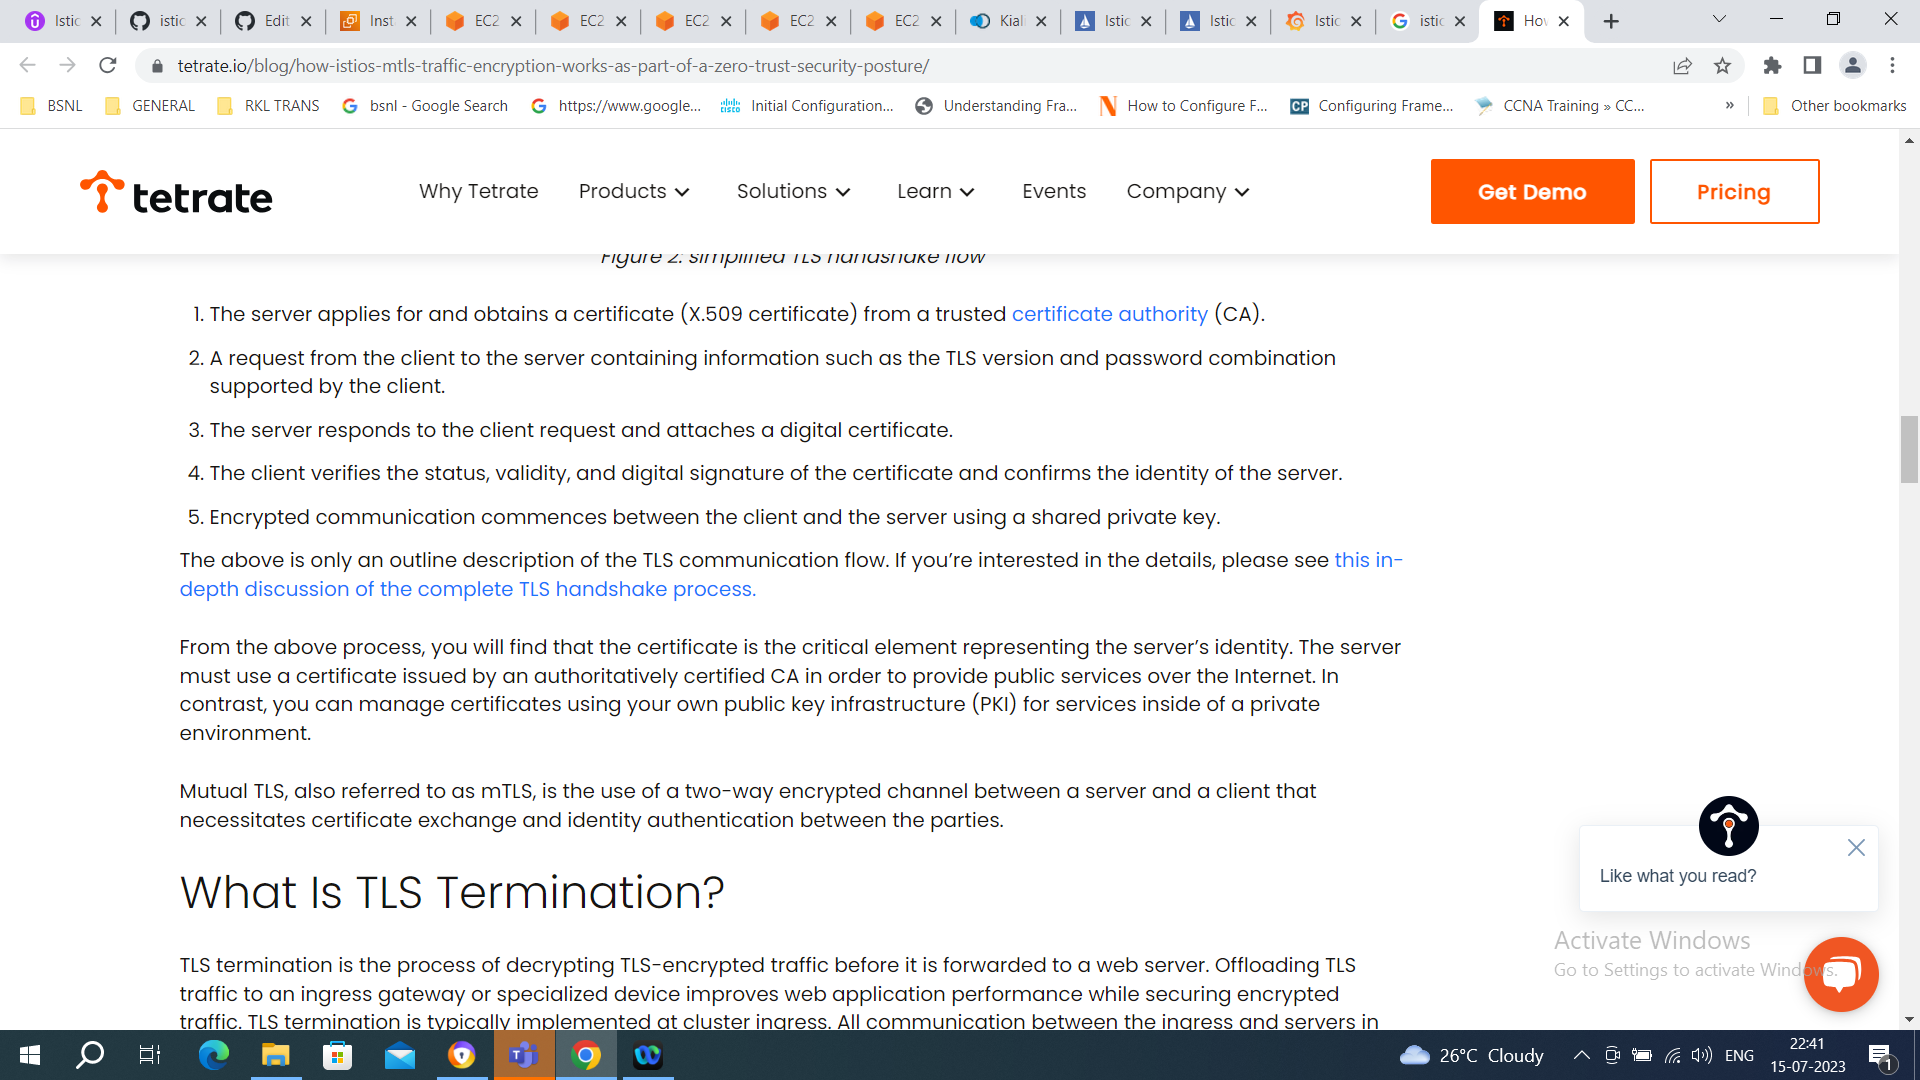 Istic
istic
Edit
Inst
EC2
EC2
EC2
EC2
EC2
Kiali
Istic
Istic
Istic
istic
How
tetrate.io/blog/how-istios-mtls-traffic-encryption-works-as-part-of-a-zero-trust-security-posture/
BSNL
GENERAL
RKL TRANS
bsnl - Google Search
https://www.google...
Initial Configuration...
Understanding Fra...
How to Configure F...
Configuring Frame...
CCNA Training » CC...
»
Other bookmarks
tetrate
Why Tetrate
Products
Solutions
Learn
Events
Company
Get Demo
Pricing
Figure 2: simplified TLS handshake flow
1. The server applies for and obtains a certificate (X.509 certificate) from a trusted certificate authority (CA).
2. A request from the client to the server containing information such as the TLS version and password combination
supported by the client.
3. The server responds to the client request and attaches a digital certificate.
4. The client verifies the status, validity, and digital signature of the certificate and confirms the identity of the server.
5. Encrypted communication commences between the client and the server using a shared private key.
The above is only an outline description of the TLS communication flow. If you’re interested in the details, please see this in-
depth discussion of the complete TLS handshake process.
From the above process, you will find that the certificate is the critical element representing the server’s identity. The server
must use a certificate issued by an authoritatively certified CA in order to provide public services over the Internet. In
contrast, you can manage certificates using your own public key infrastructure (PKI) for services inside of a private
environment.
Mutual TLS, also referred to as mTLS, is the use of a two-way encrypted channel between a server and a client that
necessitates certificate exchange and identity authentication between the parties.
What Is TLS Termination?
TLS termination is the process of decrypting TLS-encrypted traffic before it is forwarded to a web server. Offloading TLS
traffic to an ingress gateway or specialized device improves web application performance while securing encrypted
traffic. TLS termination is typically implemented at cluster ingress. All communication between the ingress and servers in
Like what you read?
Activate Windows
Go to Settings to activate Windows.
26°C Cloudy
ENG
22:41
15-07-2023
1